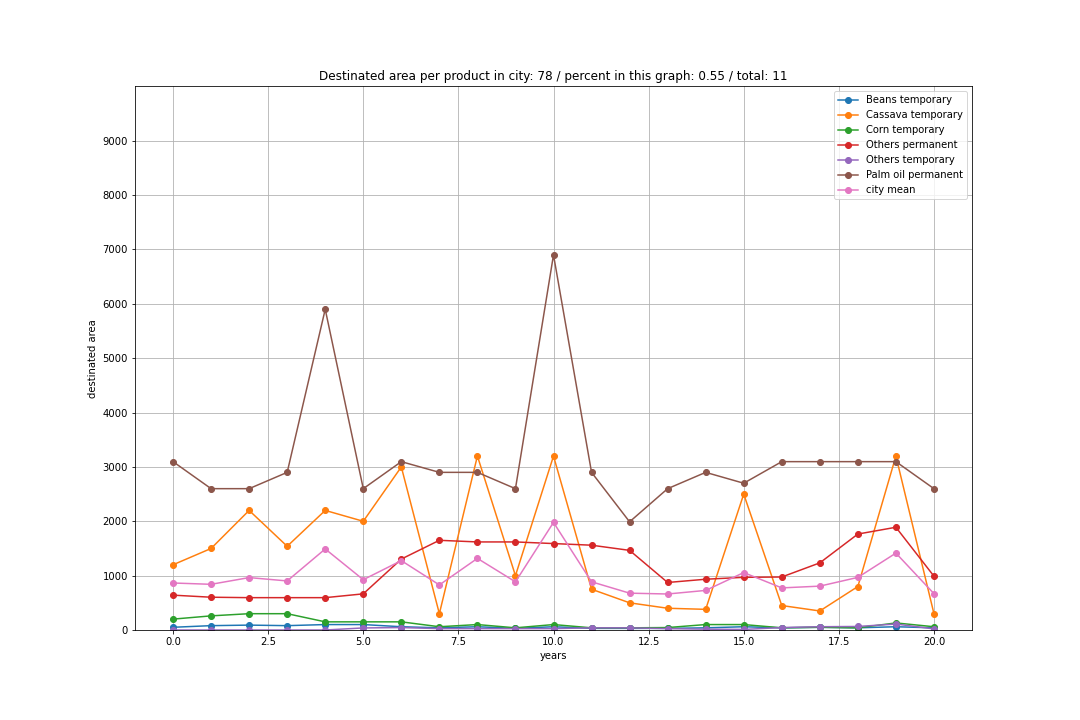 Destinated area per product in city: 78 / percent in this graph: 0.55 / total: 11
Beans temporary
Cassava temporary
Corn temporary
Others permanent
Others temporary
Palm oil permanent
city mean
9000
8000
7000
6000
5000
4000
3000
2000
1000
0
destinated area
0.0 2.5 5.0 7.5 10.0 12.5 15.0 17.5 20.0
years